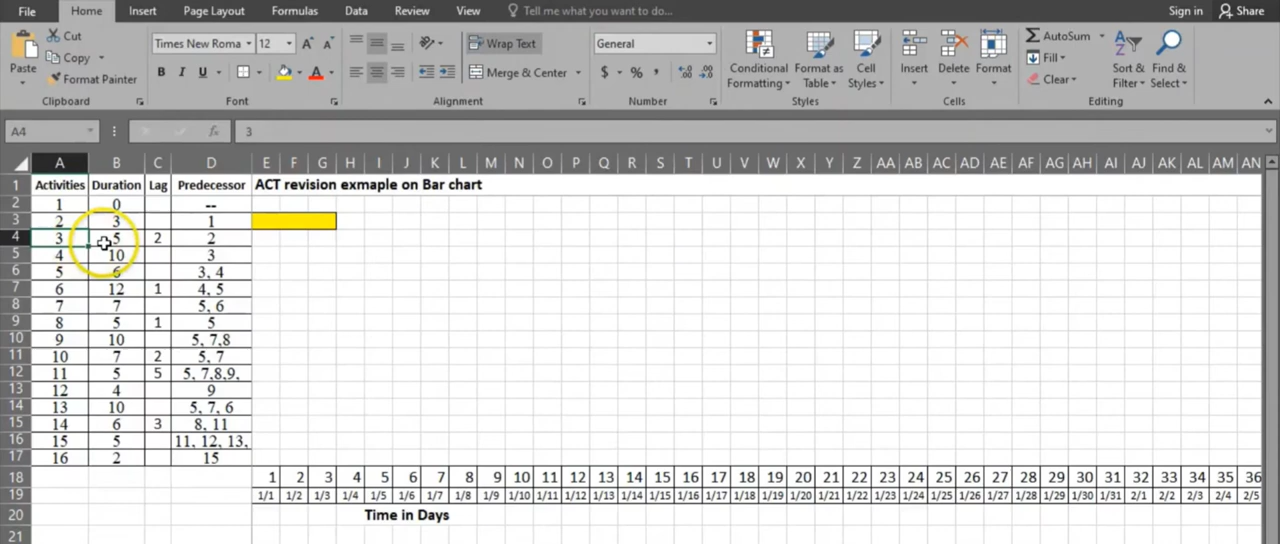 File Home Insert Page Layout Formulas Data Review View Tell me what you want to do... Sign in Share
Cut
Copy
Format Painter
Paste
Times New Roma 12 A A
B I U A
Wrap Text
Merge & Center
General
$ % ,
Conditional Formatting
Format as Table
Cell Styles
Insert Delete Format
AutoSum
Fill
Clear
Sort & Filter
Find & Select
Clipboard Font Alignment Number Styles Cells Editing
A4 fx 3
A B C D E F G H I J K L M N O P Q R S T U V W X Y Z AA AB AC AD AE AF AG AH AI AJ AK AL AM AN
1 Activities Duration Lag Predecessor ACT revision exmaple on Bar chart
2 1 0 --
3 2 3 1
4 3 5 2 2
5 4 10 3
6 5 6 3, 4
7 6 12 1 4, 5
8 7 7 5, 6
9 8 5 1 5
10 9 10 5, 7,8
11 10 7 2 5, 7
12 11 5 5 5, 7,8,9,
13 12 4 9
14 13 10 5, 7, 6
15 14 6 3 8, 11
16 15 5 11, 12, 13,
17 16 2 15
18 1 2 3 4 5 6 7 8 9 10 11 12 13 14 15 16 17 18 19 20 21 22 23 24 25 26 27 28 29 30 31 32 33 34 35 36
19 1/1 1/2 1/3 1/4 1/5 1/6 1/7 1/8 1/9 1/10 1/11 1/12 1/13 1/14 1/15 1/16 1/17 1/18 1/19 1/20 1/21 1/22 1/23 1/24 1/25 1/26 1/27 1/28 1/29 1/30 1/31 2/1 2/2 2/3 2/4 2/5
20 Time in Days
21